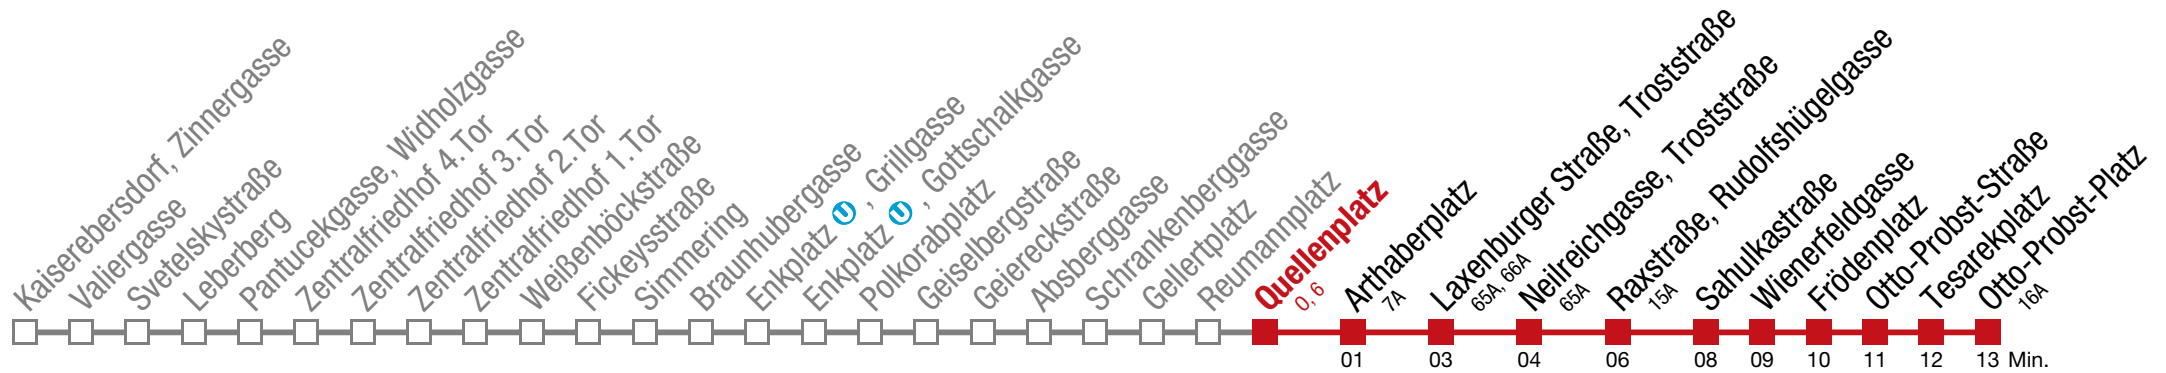 Kaiserebersdorf, Zinnergasse
Valiergasse
Svetelskystraße
Leberberg
Pantucekgasse, Widholzgasse
Zentralfriedhof 4. Tor
Zentralfriedhof 3. Tor
Zentralfriedhof 2. Tor
Zentralfriedhof 1. Tor
Weißenböckstraße
Fickeysstraße
Simmering
Braunhubergasse
Enkplatz U, Grillgasse
Enkplatz U, Gottschalkgasse
Polkorabplatz
Geiselbergstraße
Geiereckstraße
Absberggasse
Schrankenberggasse
Gellertplatz
Reumannplatz
Quellenplatz
O, 6
Arthaberplatz
7A
Laxenburger Straße, Troststraße
65A, 66A
Neilreichgasse, Troststraße
65A
Raxstraße, Rudolfshügelgasse
15A
Sahulkastraße
Wienerfeldgasse
Frödenplatz
Otto-Probst-Straße
Tesarekplatz
Otto-Probst-Platz
16A
01 03 04 06 08 09 10 11 12 13 Min.